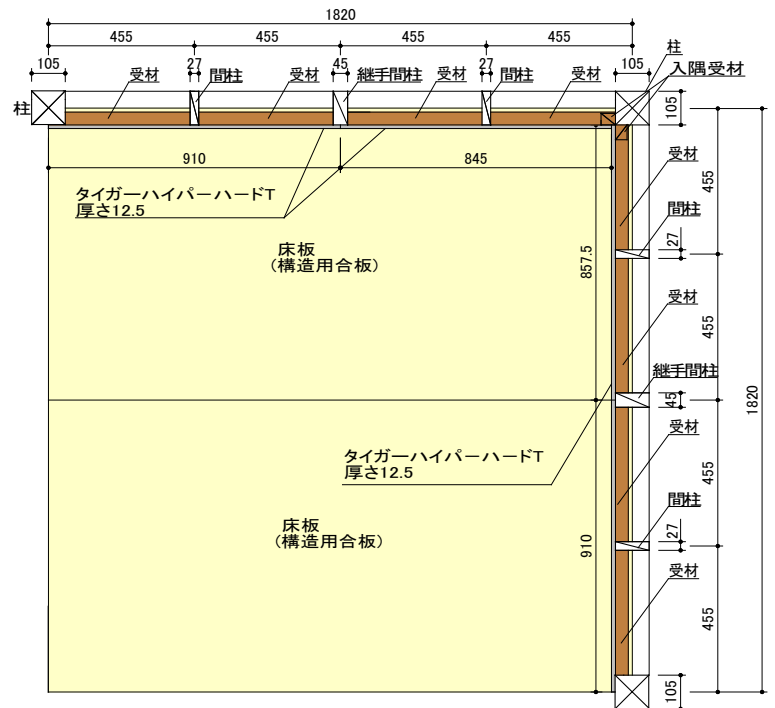 1820
455
455
455
455
105
27
45
27
105
柱
受材
間柱
受材
継手間柱
受材
間柱
受材
入隅受材
柱
105
910
845
受材
455
タイガーハイパーハードT
厚さ12.5
間柱
27
床板
(構造用合板)
857.5
受材
455
継手間柱
45
1820
受材
タイガーハイパーハードT
厚さ12.5
455
間柱
27
床板
(構造用合板)
910
受材
455
105